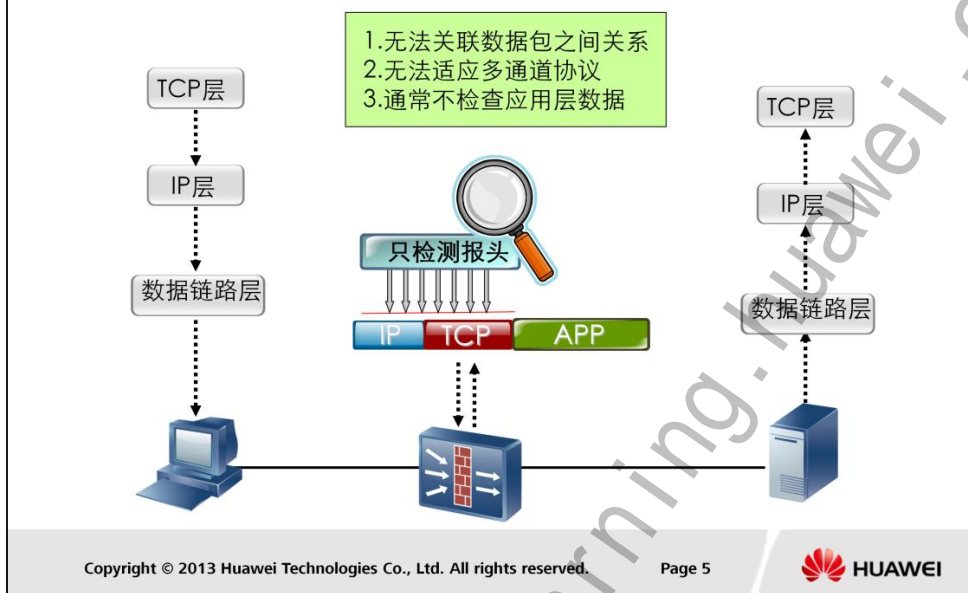 1.无法关联数据包之间关系
2.无法适应多通道协议
3.通常不检查应用层数据
TCP层
IP层
数据链路层
只检测报头
IP TCP APP
TCP层
IP层
数据链路层
rning.huawei.
Copyright © 2013 Huawei Technologies Co., Ltd. All rights reserved.
Page 5
HUAWEI